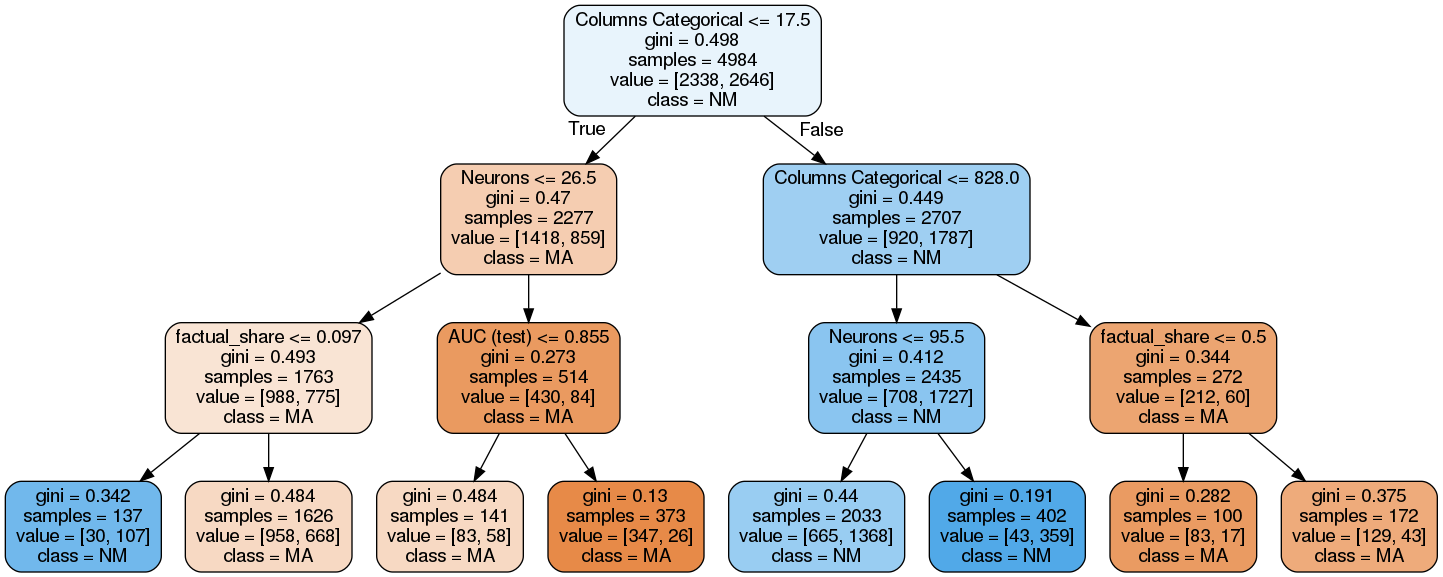 Columns Categorical <= 17.5
gini = 0.498
samples = 4984
value = [2338, 2646]
class = NM
True
False
Neurons <= 26.5
gini = 0.47
samples = 2277
value = [1418, 859]
class = MA
Columns Categorical <= 828.0
gini = 0.449
samples = 2707
value = [920, 1787]
class = NM
factual_share <= 0.097
gini = 0.493
samples = 1763
value = [988, 775]
class = MA
AUC (test) <= 0.855
gini = 0.273
samples = 514
value = [430, 84]
class = MA
Neurons <= 95.5
gini = 0.412
samples = 2435
value = [708, 1727]
class = NM
factual_share <= 0.5
gini = 0.344
samples = 272
value = [212, 60]
class = MA
gini = 0.342
samples = 137
value = [30, 107]
class = NM
gini = 0.484
samples = 1626
value = [958, 668]
class = MA
gini = 0.484
samples = 141
value = [83, 58]
class = MA
gini = 0.13
samples = 373
value = [347, 26]
class = MA
gini = 0.44
samples = 2033
value = [665, 1368]
class = NM
gini = 0.191
samples = 402
value = [43, 359]
class = NM
gini = 0.282
samples = 100
value = [83, 17]
class = MA
gini = 0.375
samples = 172
value = [129, 43]
class = MA